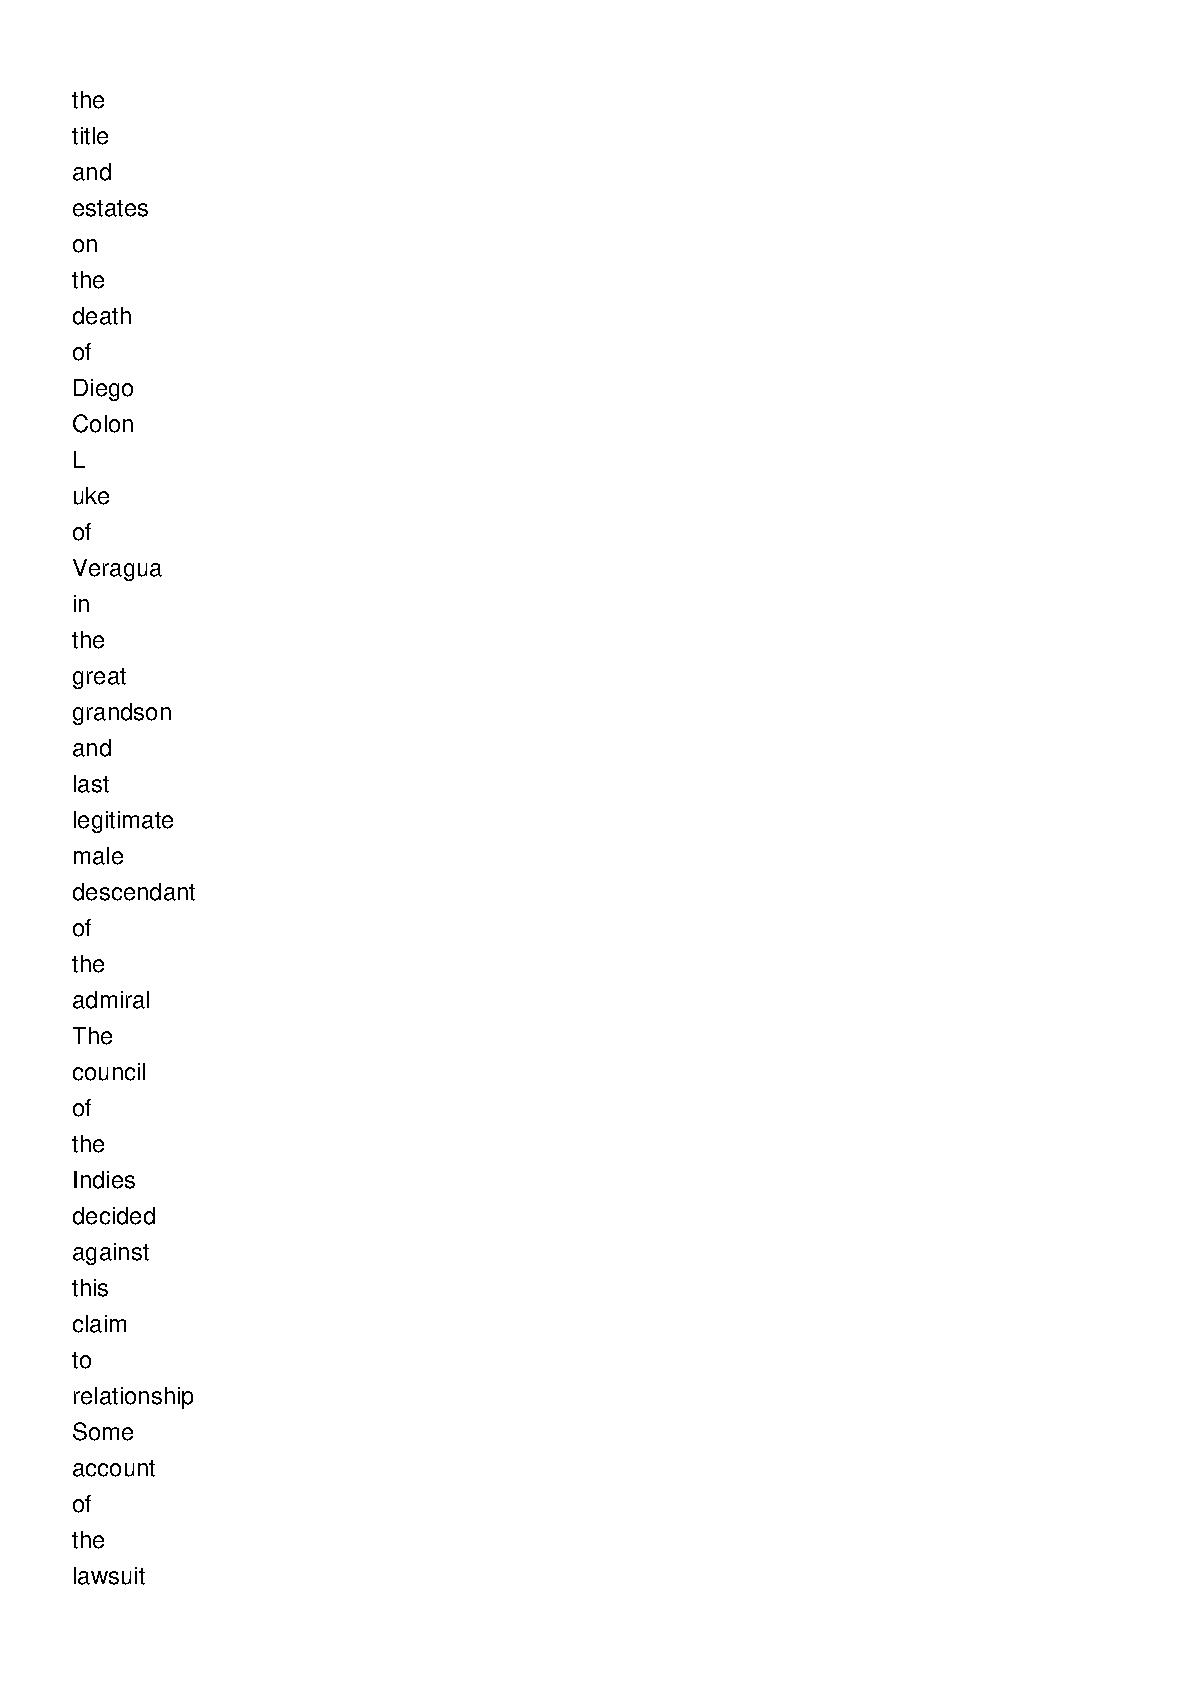 the
title
and
estates
on
the
death
of
Diego
Colon
L
uke
of
Veragua
in
the
great
grandson
and
last
legitimate
male
descendant
of
the
admiral
The
council
of
the
Indies
decided
against
this
claim
to
relationship
Some
account
of
the
lawsuit